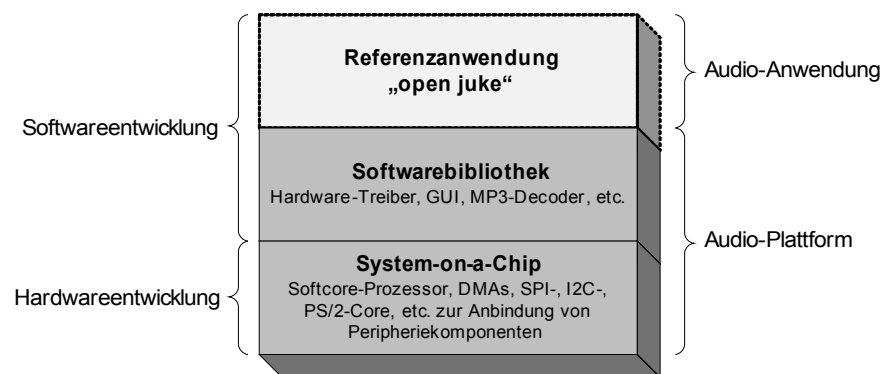 Referenzanwendung
„open juke“
Audio-Anwendung
Softwareentwicklung
Softwarebibliothek
Hardware-Treiber, GUI, MP3-Decoder, etc.
Audio-Plattform
System-on-a-Chip
Hardwareentwicklung
Softcore-Prozessor, DMAs, SPI-, I2C-,
PS/2-Core, etc. zur Anbindung von
Peripheriekomponenten